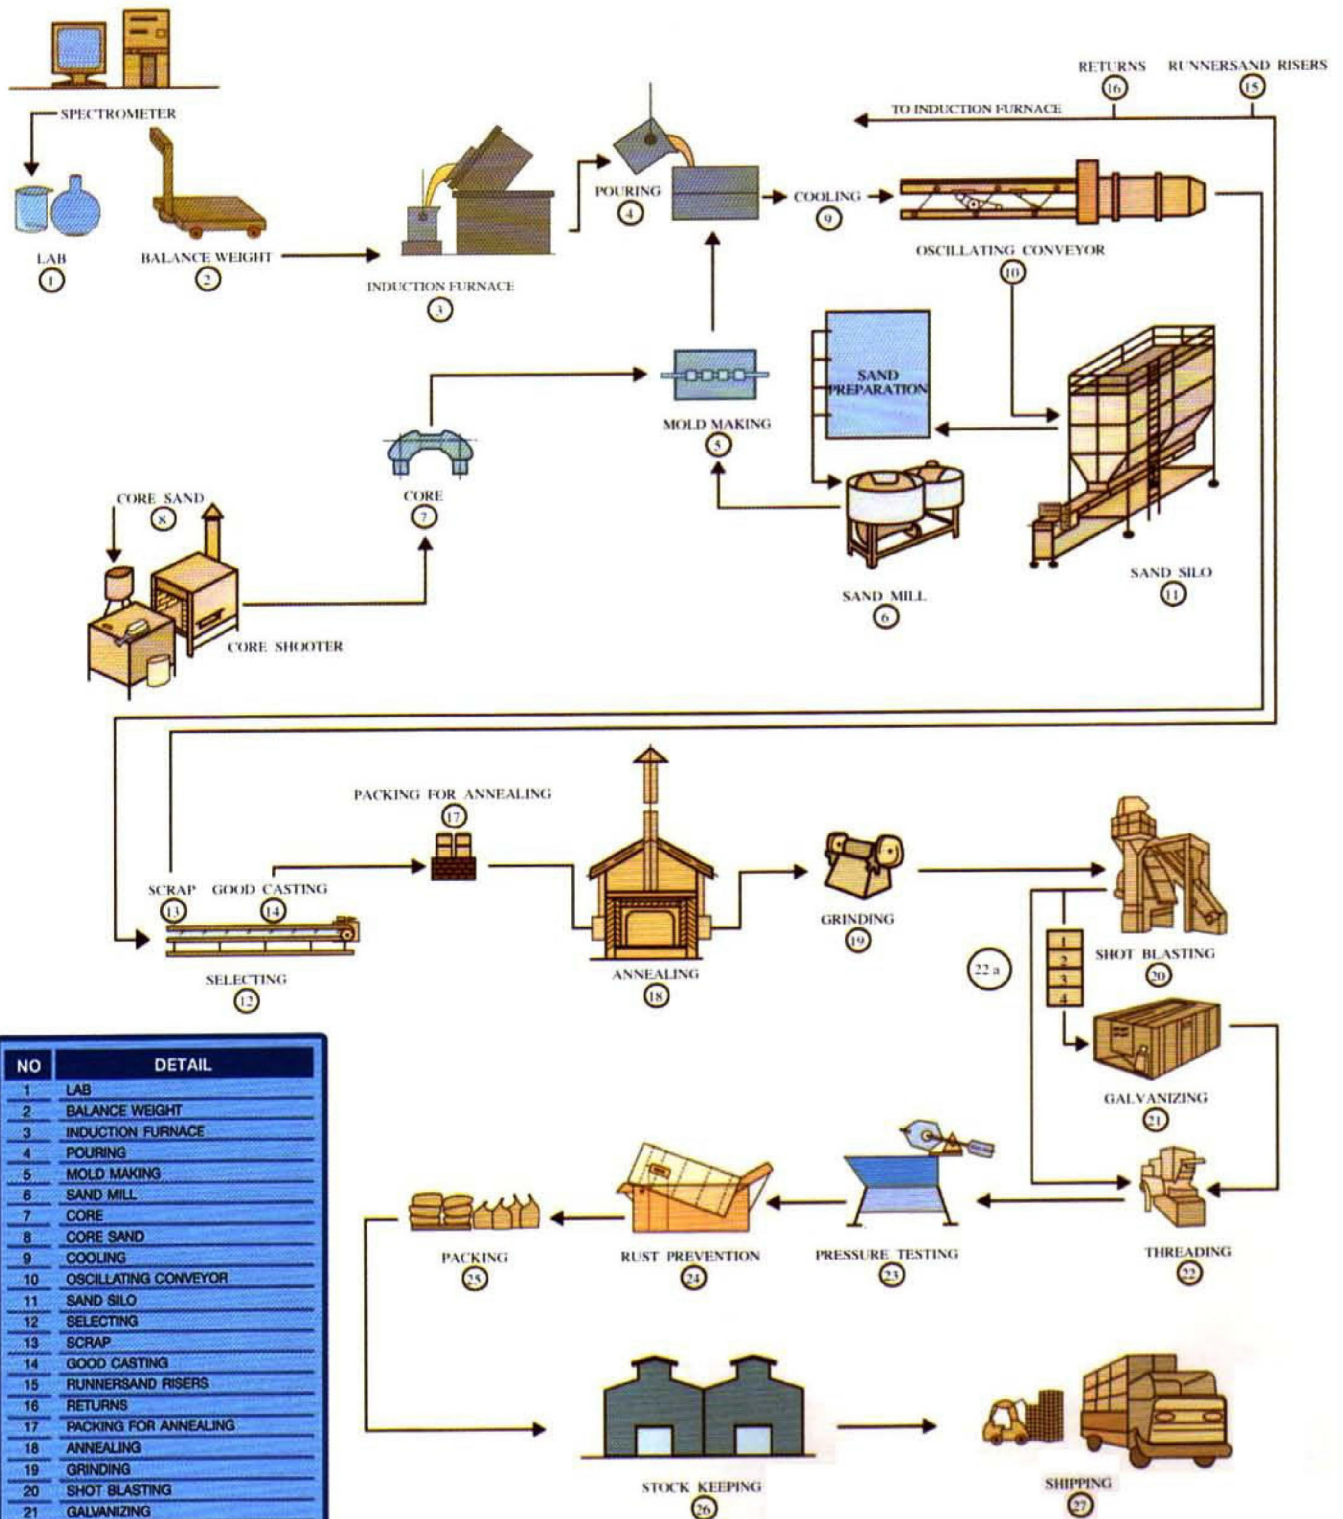 RETURNS
16
RUNNERSAND RISERS
15
TO INDUCTION FURNACE
SPECTROMETER
LAB
1
BALANCE WEIGHT
2
INDUCTION FURNACE
3
POURING
4
COOLING
9
OSCILLATING CONVEYOR
10
MOLD MAKING
5
SAND
PREPARATION
CORE
7
CORE SAND
8
CORE SHOOTER
SAND MILL
6
SAND SILO
11
PACKING FOR ANNEALING
17
SCRAP
13
GOOD CASTING
14
SELECTING
12
ANNEALING
18
GRINDING
19
SHOT BLASTING
20
22 a
1
2
3
4
GALVANIZING
21
THREADING
22
PRESSURE TESTING
23
RUST PREVENTION
24
PACKING
25
STOCK KEEPING
26
SHIPPING
27
NO DETAIL
1 LAB
2 BALANCE WEIGHT
3 INDUCTION FURNACE
4 POURING
5 MOLD MAKING
6 SAND MILL
7 CORE
8 CORE SAND
9 COOLING
10 OSCILLATING CONVEYOR
11 SAND SILO
12 SELECTING
13 SCRAP
14 GOOD CASTING
15 RUNNERSAND RISERS
16 RETURNS
17 PACKING FOR ANNEALING
18 ANNEALING
19 GRINDING
20 SHOT BLASTING
21 GALVANIZING